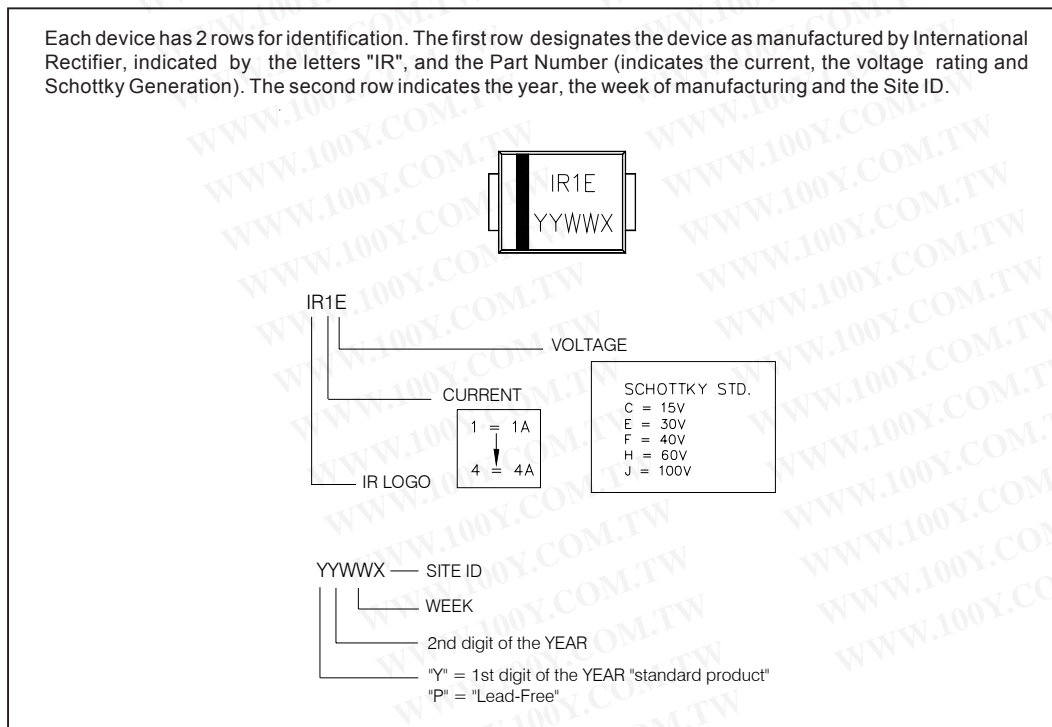 Each device has 2 rows for identification. The first row designates the device as manufactured by International
Rectifier, indicated by the letters "IR", and the Part Number (indicates the current, the voltage rating and
Schottky Generation). The second row indicates the year, the week of manufacturing and the Site ID.
IR1E
YYWWX
IR1E
VOLTAGE
CURRENT
1 = 1A
4 = 4A
IR LOGO
SCHOTTKY STD.
C = 15V
E = 30V
F = 40V
H = 60V
J = 100V
YYWWX
SITE ID
WEEK
2nd digit of the YEAR
"Y" = 1st digit of the YEAR "standard product"
"P" = "Lead-Free"
WWW.100Y.COM.TW